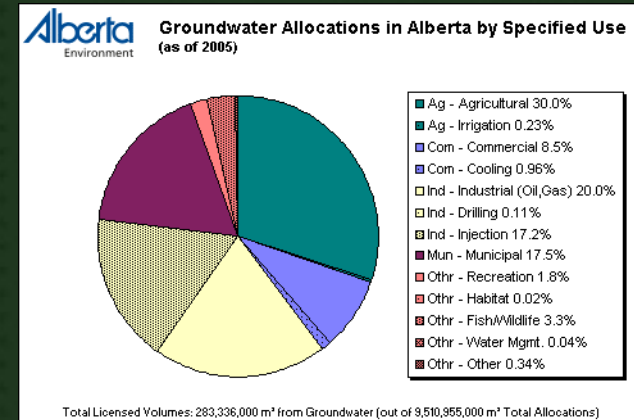 Alberta
Environment
Groundwater Allocations in Alberta by Specified Use
(as of 2005)
Ag - Agricultural 30.0%
Ag - Irrigation 0.23%
Com - Commercial 8.5%
Com - Cooling 0.96%
Ind - Industrial (Oil,Gas) 20.0%
Ind - Drilling 0.11%
Ind - Injection 17.2%
Mun - Municipal 17.5%
Othr - Recreation 1.8%
Othr - Habitat 0.02%
Othr - Fish/Wildlife 3.3%
Othr - Water Mgmt. 0.04%
Othr - Other 0.34%
Total Licensed Volumes: 283,336,000 m³ from Groundwater (out of 9,510,955,000 m³ Total Allocations)